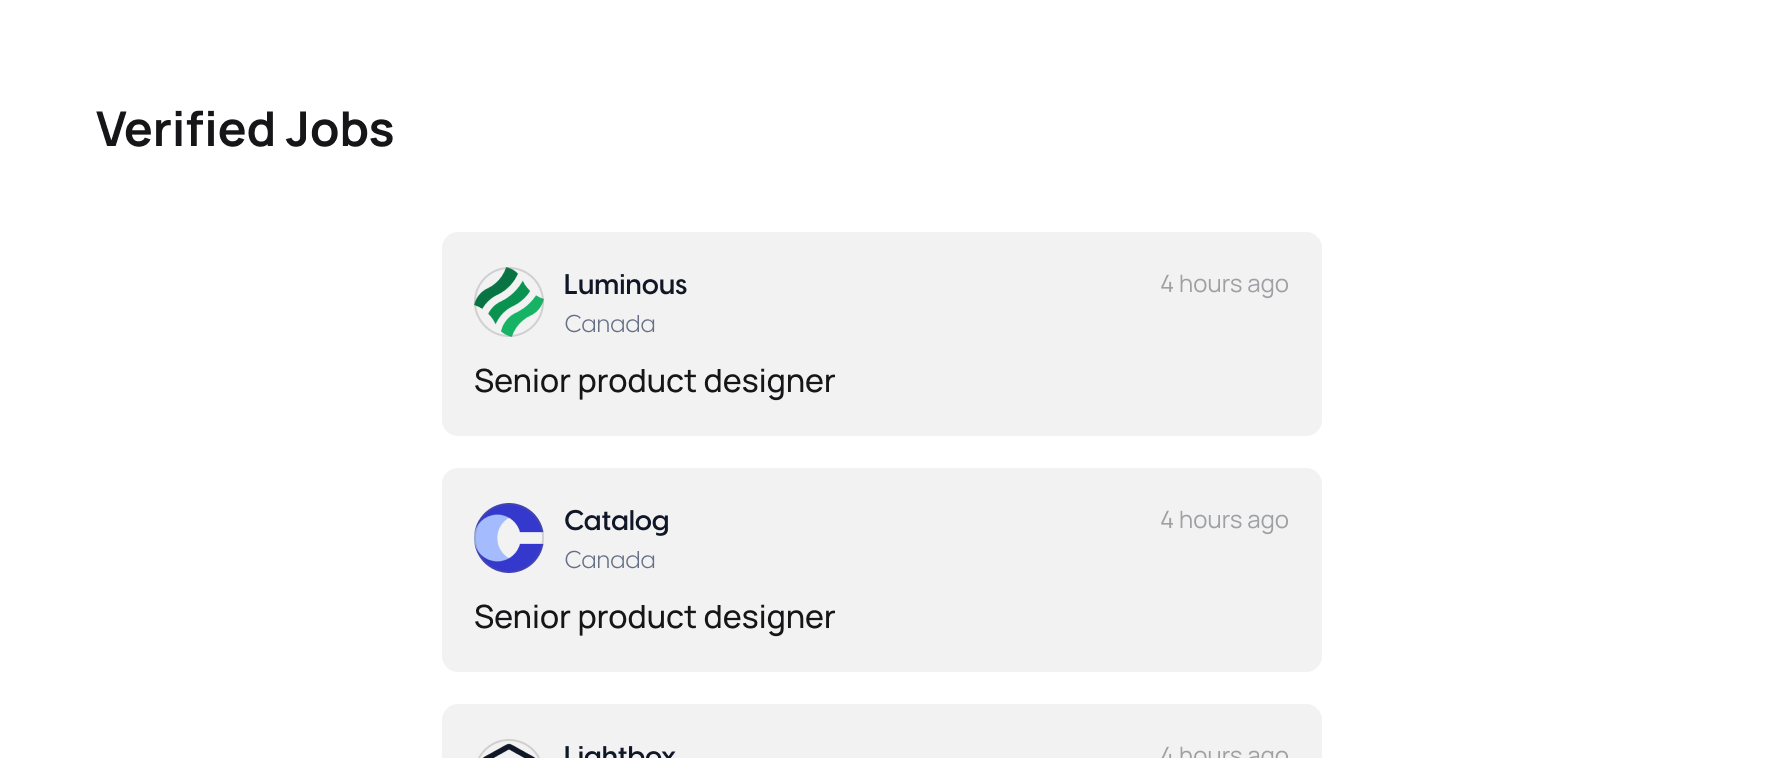 Verified Jobs
Luminous
4 hours ago
Canada
Senior product designer
Catalog
4 hours ago
Canada
Senior product designer
Lightbox
4 hours ago